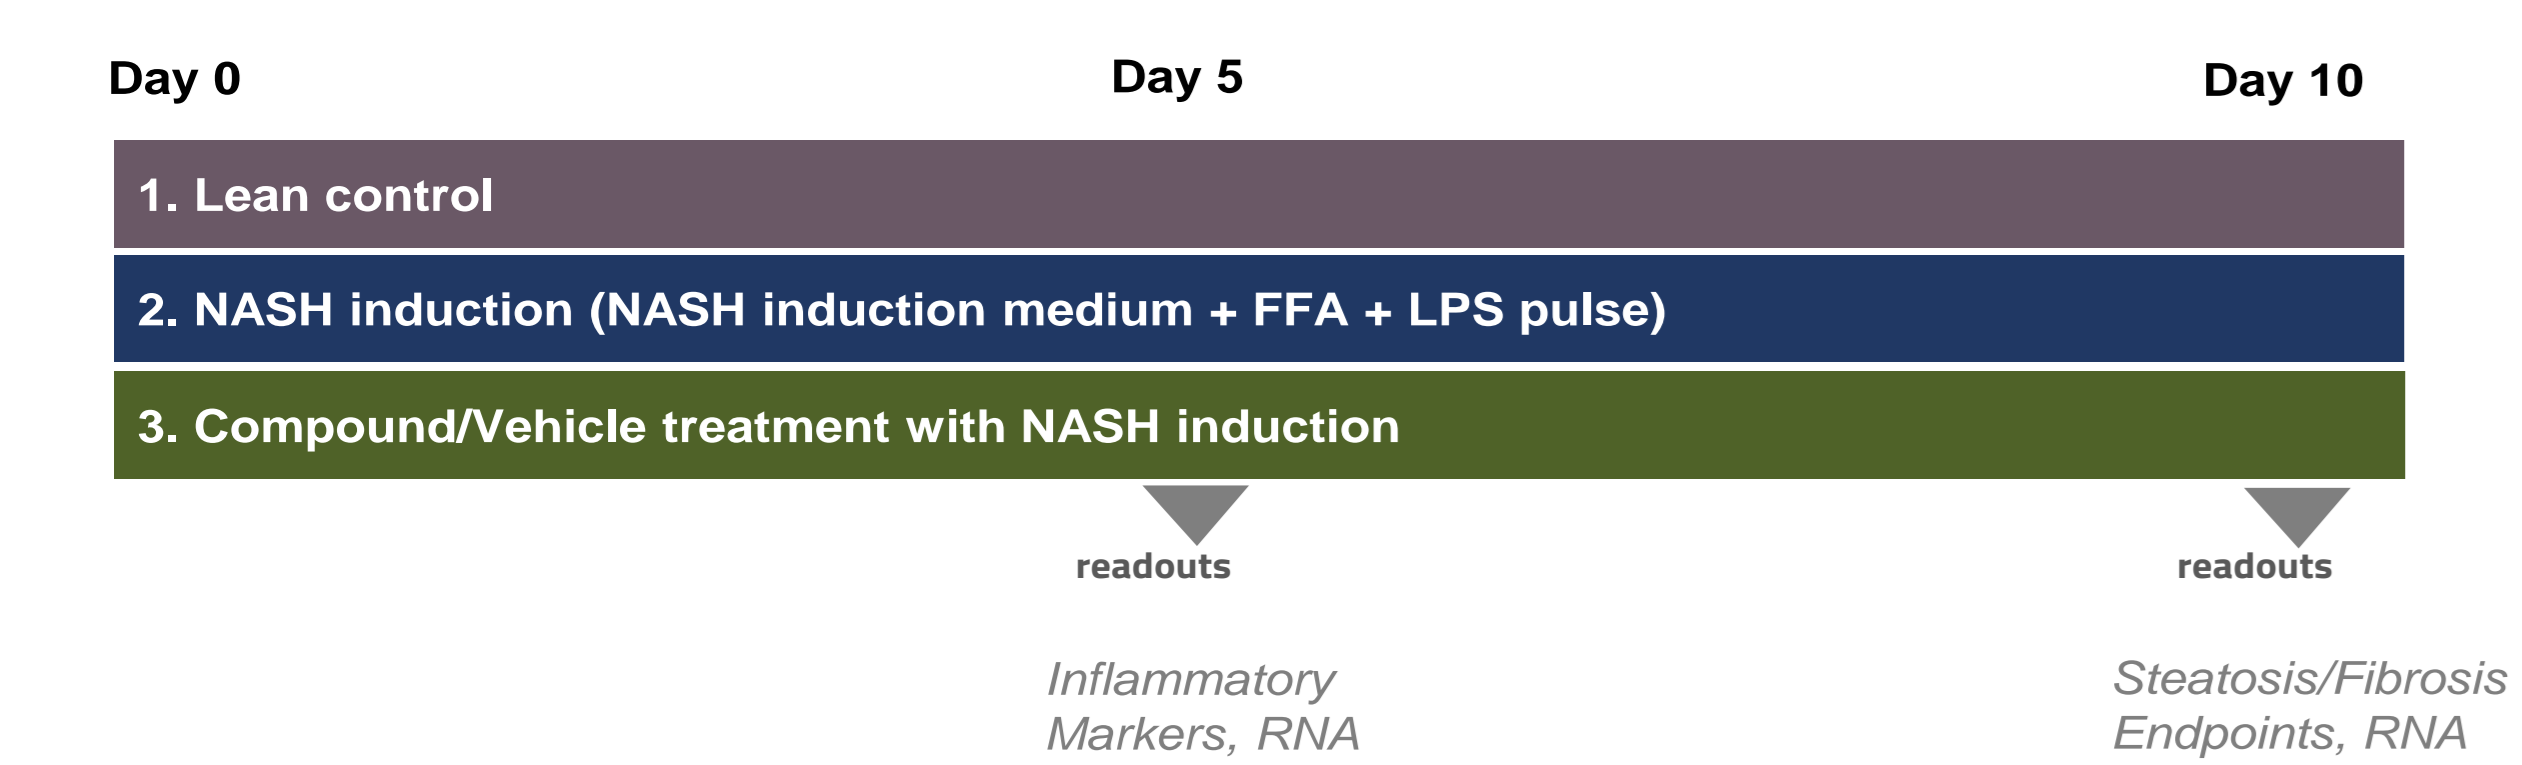 Day 0
Day 5
Day 10
1. Lean control
2. NASH induction (NASH induction medium + FFA + LPS pulse)
3. Compound/Vehicle treatment with NASH induction
readouts
readouts
Inflammatory
Markers, RNA
Steatosis/Fibrosis
Endpoints, RNA